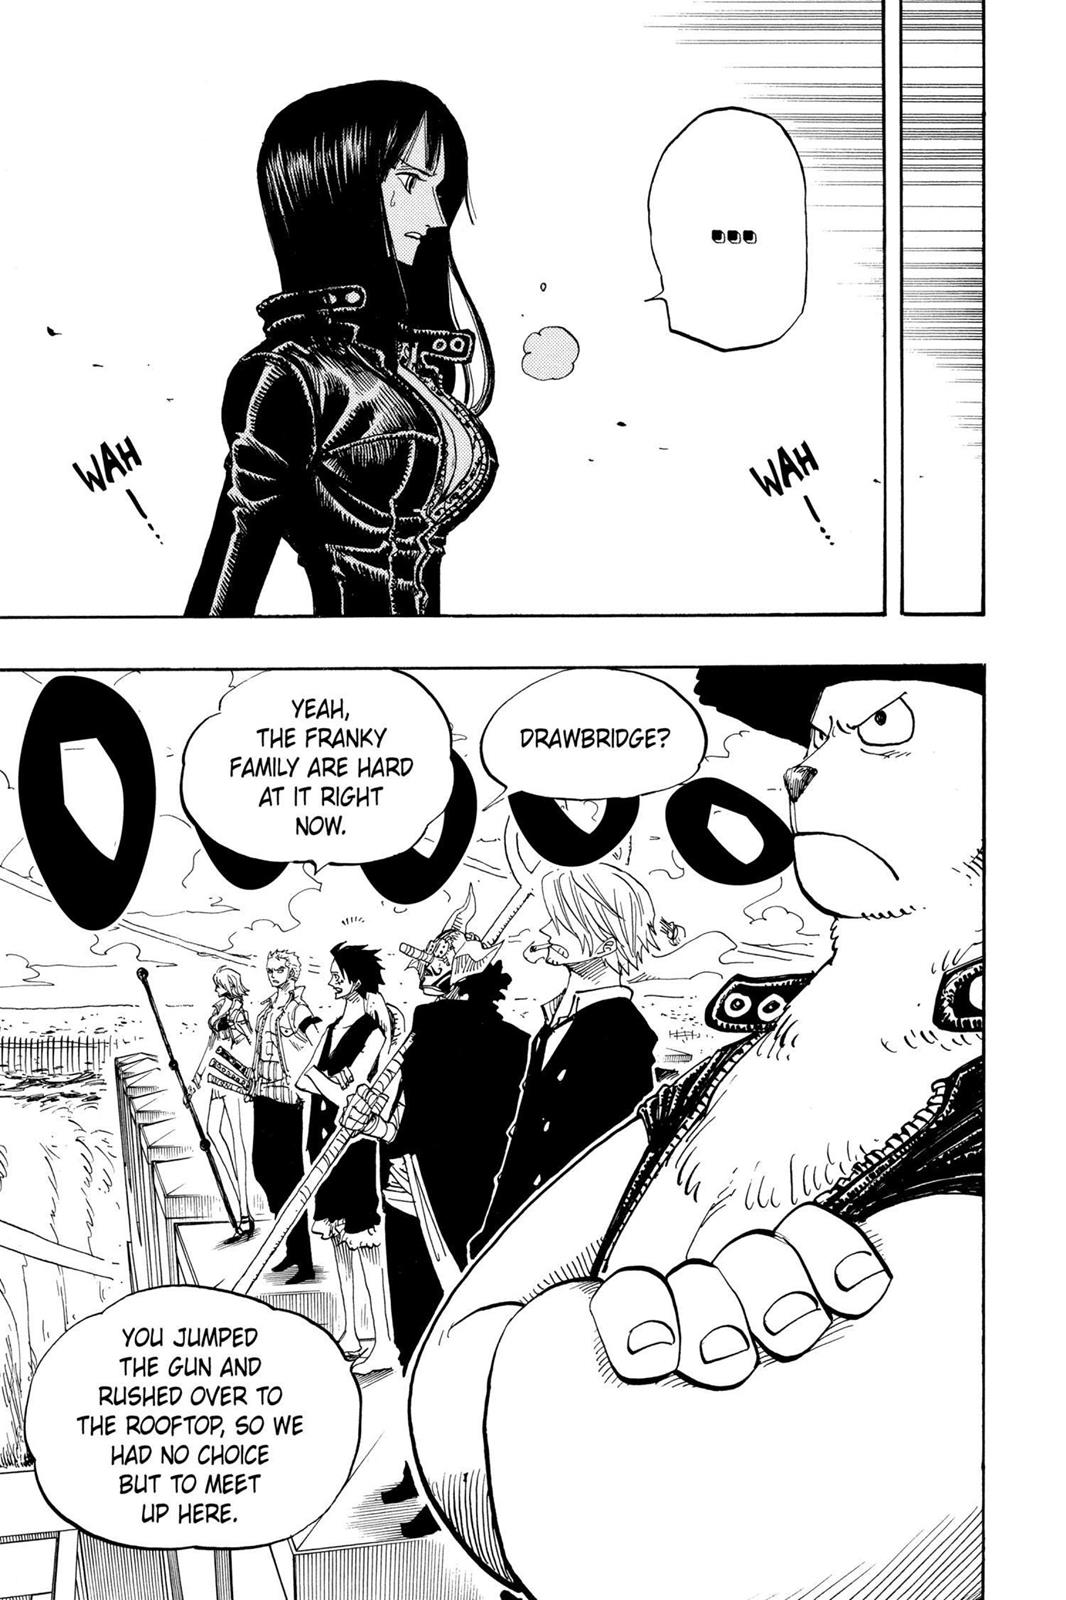 ...
WAH
!...
WAH
!...
DRAWBRIDGE?
YEAH,
THE FRANKY
FAMILY ARE HARD
AT IT RIGHT
NOW.
YOU JUMPED
THE GUN AND
RUSHED OVER TO
THE ROOFTOP, SO WE
HAD NO CHOICE
BUT TO MEET
UP HERE.